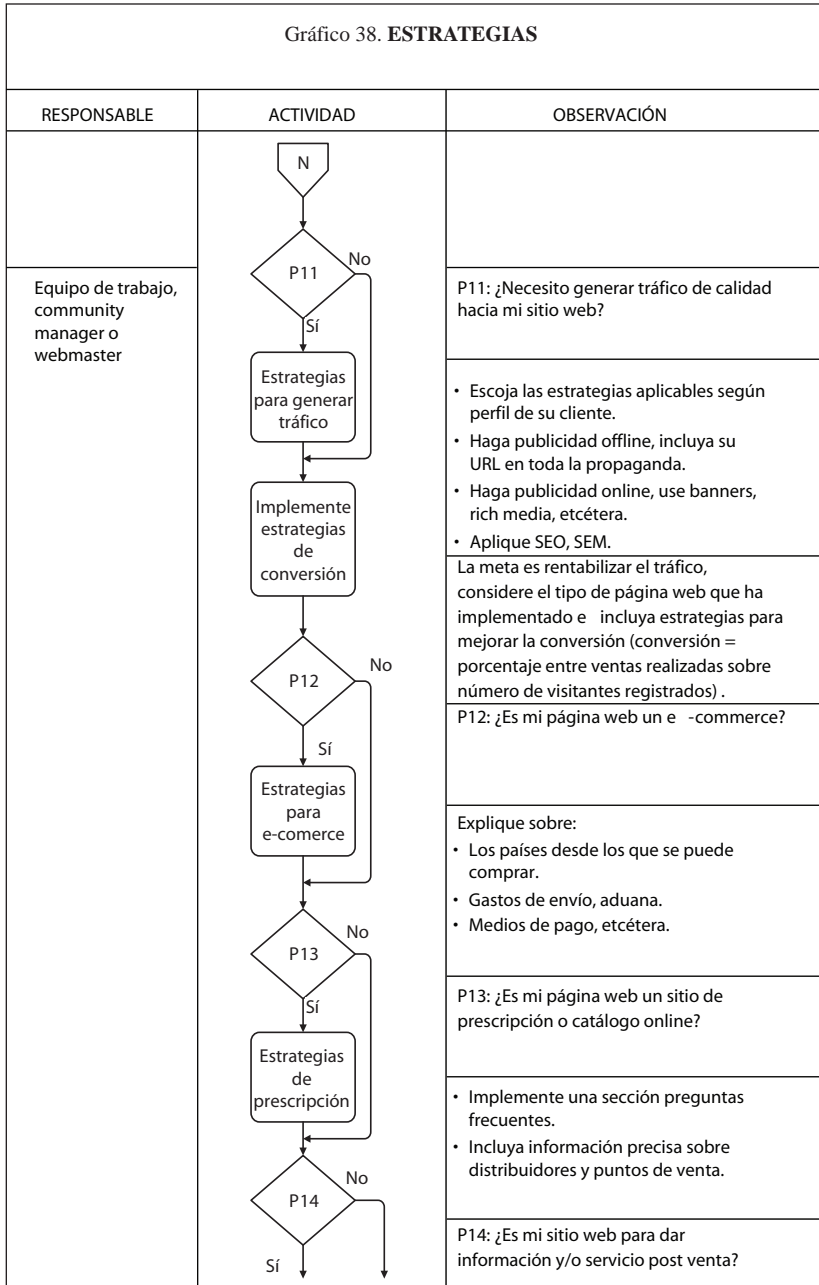 Gráfico 38. ESTRATEGIAS
RESPONSABLE
ACTIVIDAD
OBSERVACIÓN
N
P11
No
Sí
Equipo de trabajo,
community
manager o
webmaster
P11: ¿Necesito generar tráfico de calidad
hacia mi sitio web?
Estrategias
para generar
tráfico
• Escoja las estrategias aplicables según
perfil de su cliente.
• Haga publicidad offline, incluya su
URL en toda la propaganda.
• Haga publicidad online, use banners,
rich media, etcétera.
• Aplique SEO, SEM.
Implemente
estrategias
de
conversión
La meta es rentabilizar el tráfico,
considere el tipo de página web que ha
implementado e incluya estrategias para
mejorar la conversión (conversión =
porcentaje entre ventas realizadas sobre
número de visitantes registrados) .
P12
No
Sí
P12: ¿Es mi página web un e -commerce?
Estrategias
para
e-comerce
Explique sobre:
• Los países desde los que se puede
comprar.
• Gastos de envío, aduana.
• Medios de pago, etcétera.
P13
No
Sí
P13: ¿Es mi página web un sitio de
prescripción o catálogo online?
Estrategias
de
prescripción
• Implemente una sección preguntas
frecuentes.
• Incluya información precisa sobre
distribuidores y puntos de venta.
P14
No
Sí
P14: ¿Es mi sitio web para dar
información y/o servicio post venta?